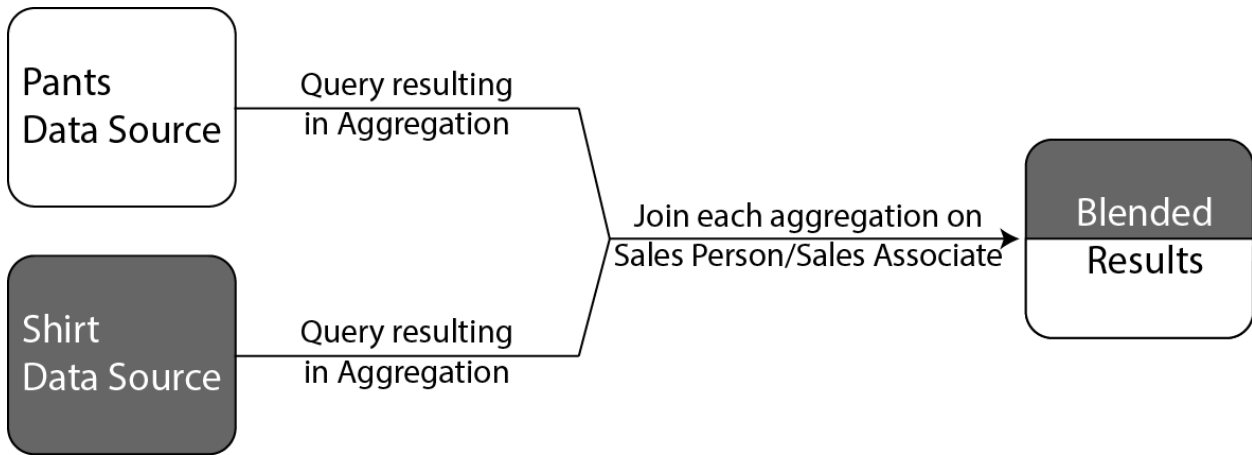 Pants
Data Source
Query resulting
in Aggregation
Join each aggregation on
Sales Person/Sales Associate
Blended
Results
Shirt
Data Source
Query resulting
in Aggregation